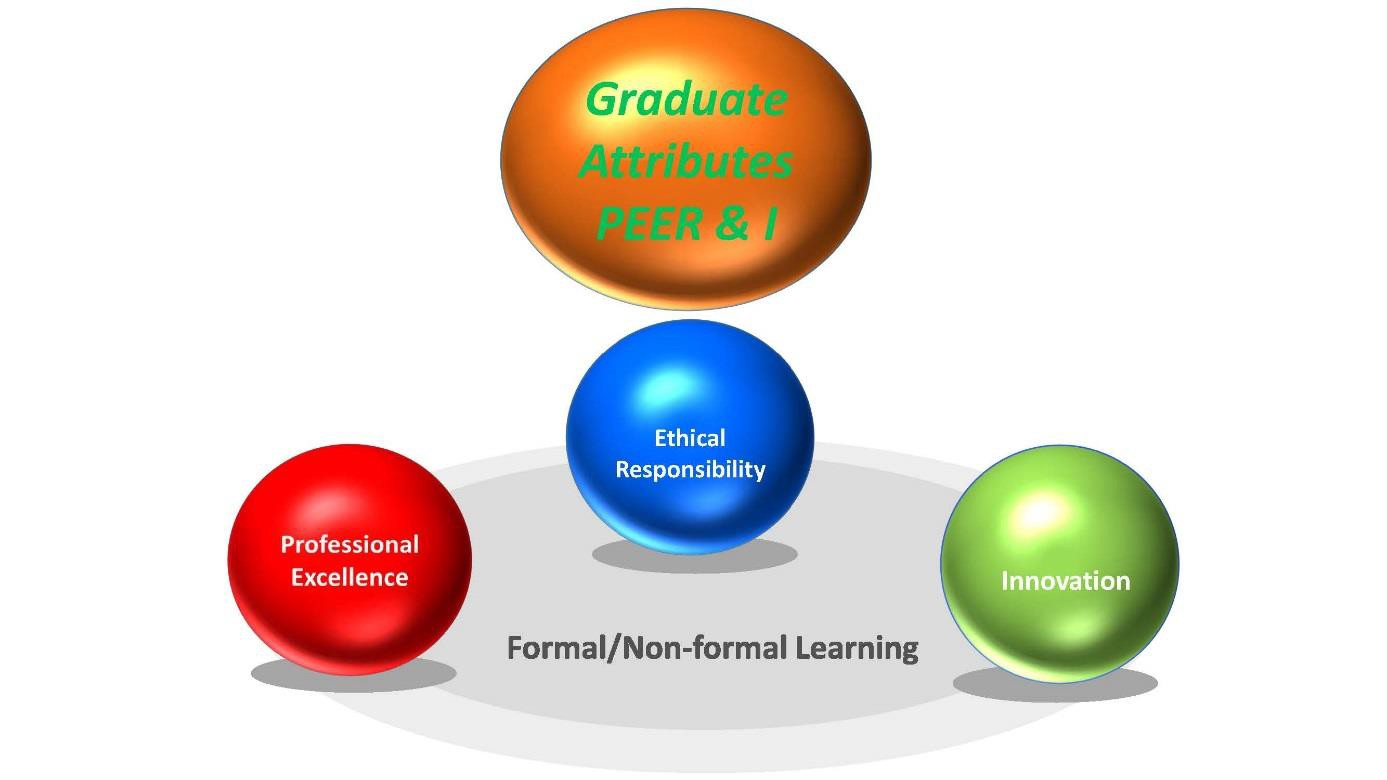 Graduate
Attributes
PEER & I
Ethical
Responsibility
Professional
Excellence
Innovation
Formal/Non-formal Learning